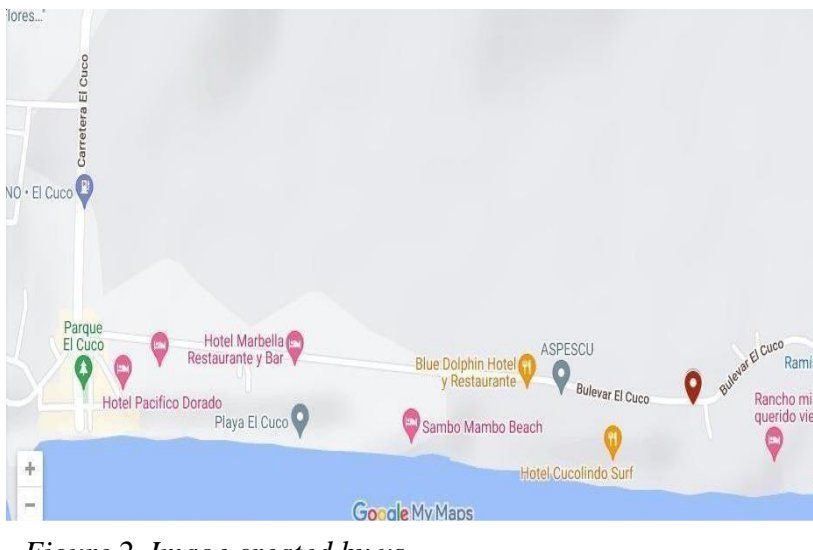 lores..."
Carretera El Cuco
NO • El Cuco
Parque
El Cuco
Hotel Marbella
Restaurante y Bar
Hotel Pacifico Dorado
Playa El Cuco
Blue Dolphin Hotel
y Restaurante
ASPESCU
Sambo Mambo Beach
Bulevar El Cuco
Bulevar El Cuco
Ramí
Rancho mi
querido vie
Hotel Cucolindo Surf
+
−
Google My Maps
Figure 2. Image created by us